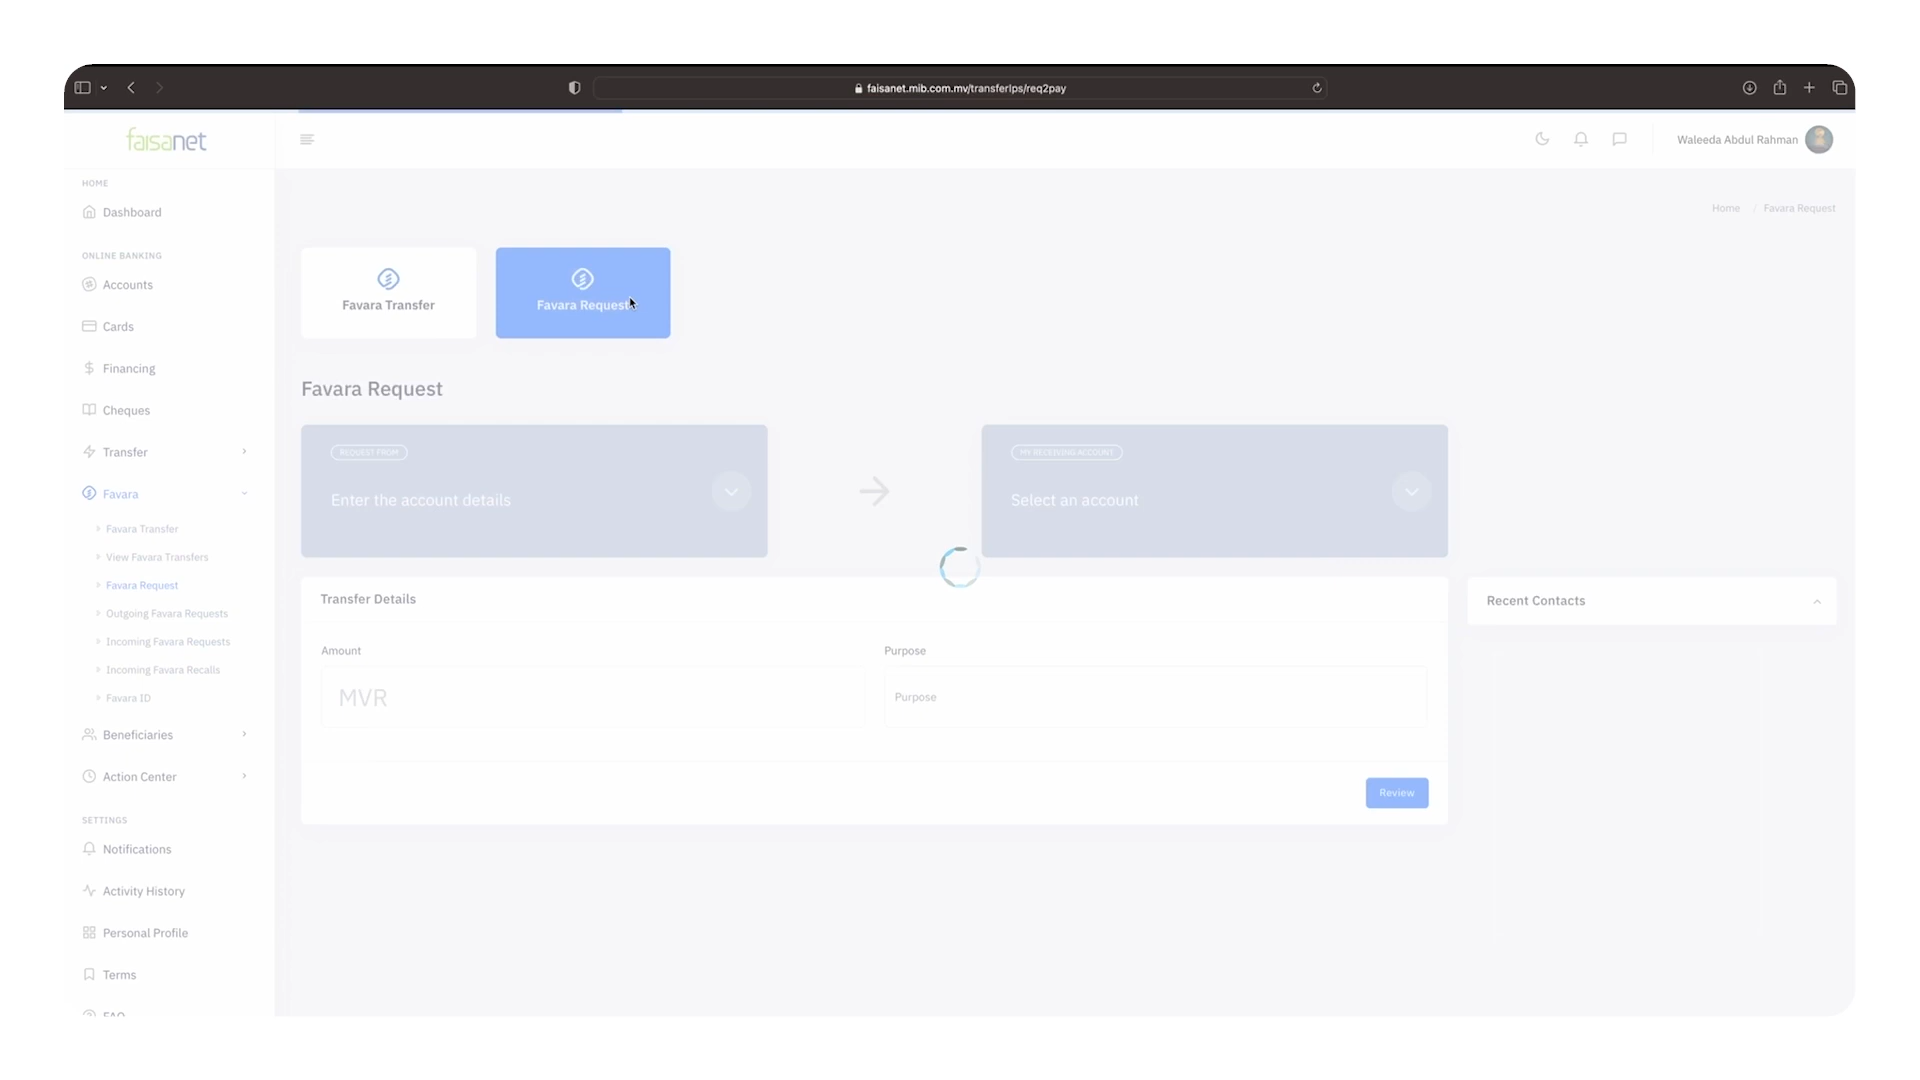 faisanet.mib.com.mv/transferIps/req2pay
faisanet
Waleeda Abdul Rahman
HOME
Dashboard
ONLINE BANKING
Accounts
Cards
Financing
Cheques
Transfer
Favara
Favara Transfer
View Favara Transfers
Favara Request
Outgoing Favara Requests
Incoming Favara Requests
Incoming Favara Recalls
Favara ID
Beneficiaries
Action Center
SETTINGS
Notifications
Activity History
Personal Profile
Terms
FAQ
Home / Favara Request
Favara Transfer
Favara Request
Favara Request
REQUEST FROM
Enter the account details
MY RECEIVING ACCOUNT
Select an account
Transfer Details
Amount
MVR
Purpose
Purpose
Review
Recent Contacts